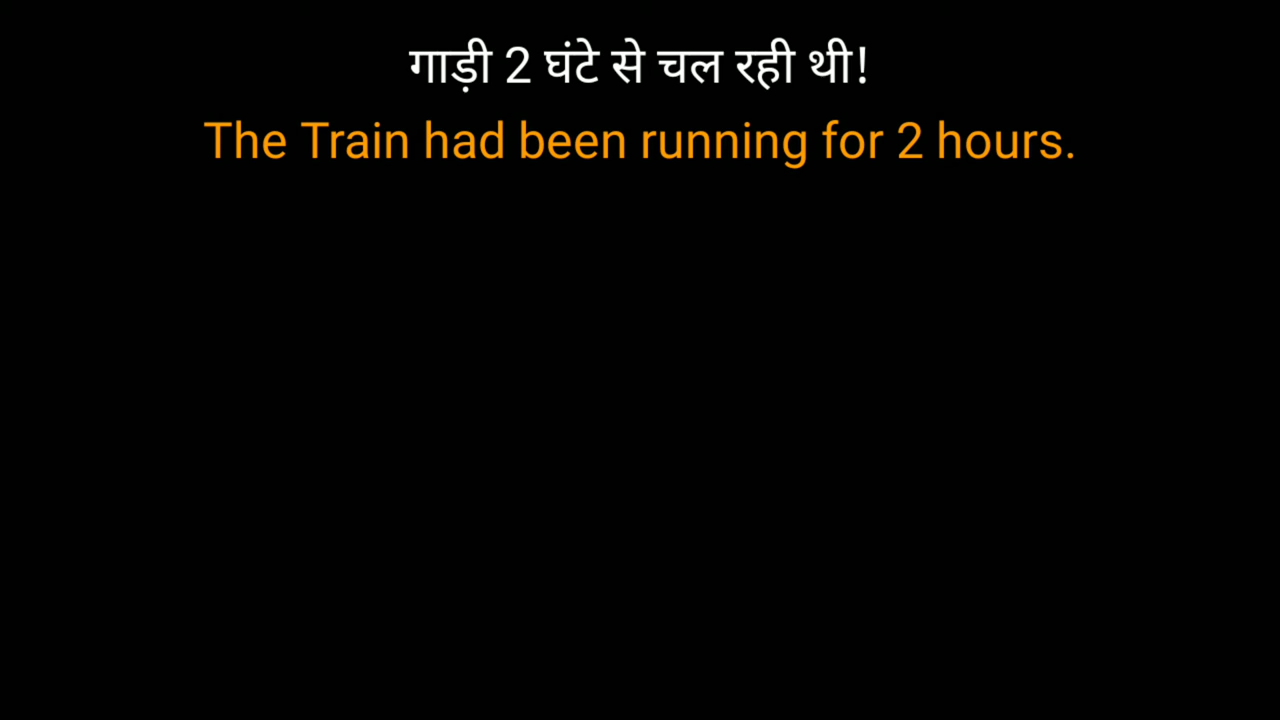 गाड़ी 2 घंटे से चल रही थी!
The Train had been running for 2 hours.